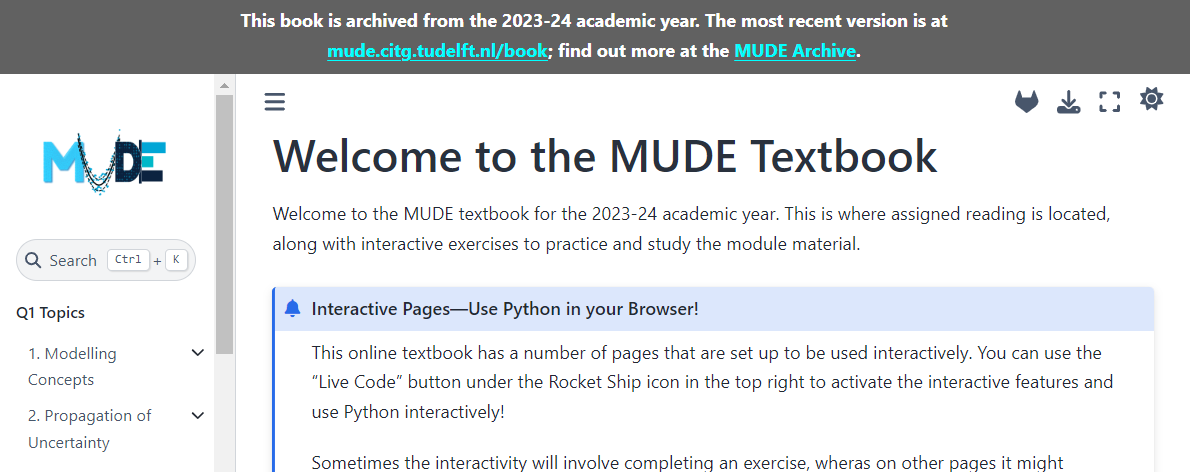 This book is archived from the 2023-24 academic year. The most recent version is at
mude.citg.tudelft.nl/book; find out more at the MUDE Archive.
MUDE
Search Ctrl + K
Q1 Topics
1. Modelling
Concepts
2. Propagation of
Uncertainty
Welcome to the MUDE Textbook
Welcome to the MUDE textbook for the 2023-24 academic year. This is where assigned reading is located,
along with interactive exercises to practice and study the module material.
Interactive Pages—Use Python in your Browser!
This online textbook has a number of pages that are set up to be used interactively. You can use the
“Live Code” button under the Rocket Ship icon in the top right to activate the interactive features and
use Python interactively!
Sometimes the interactivity will involve completing an exercise, wheras on other pages it might